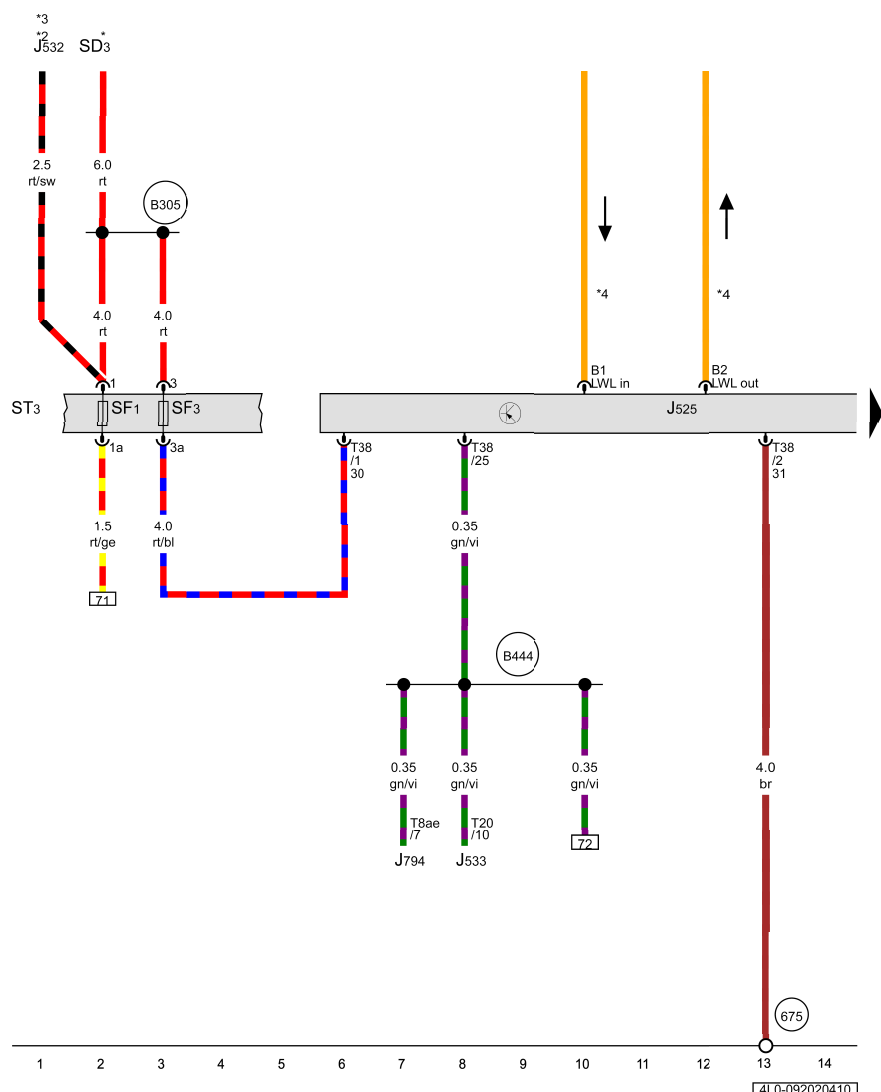 *3
*2 *
J532 SD3
2.5 6.0
rt/sw rt
B305
*4 *4
4.0 4.0
rt rt
B1 B2
LWL in LWL out
1 3
ST3 SF1 SF3 J525
1a 3a T38 T38 T38
/1 /25 /2
30 31
1.5 4.0 0.35
rt/ge rt/bl gn/vi
71
B444
0.35 0.35 0.35 4.0
gn/vi gn/vi gn/vi br
T8ae T20
/7 /10
72
J794 J533
675
1 2 3 4 5 6 7 8 9 10 11 12 13 14
4L0-092020410